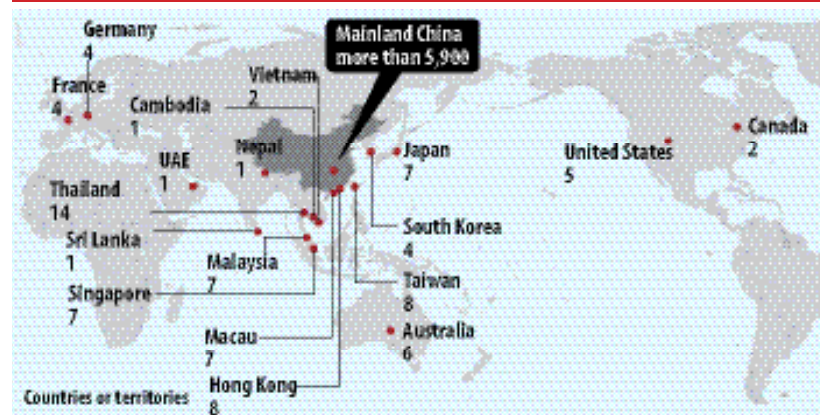 Germany
4
Mainland China
more than 5,900
France
4
Vietnam
2
Cambodia
1
UAE
1
Nepal
1
Japan
7
United States
5
Canada
2
Thailand
14
Sri Lanka
1
Malaysia
7
South Korea
4
Singapore
7
Taiwan
8
Macau
7
Australia
6
Hong Kong
8
Countries or territories